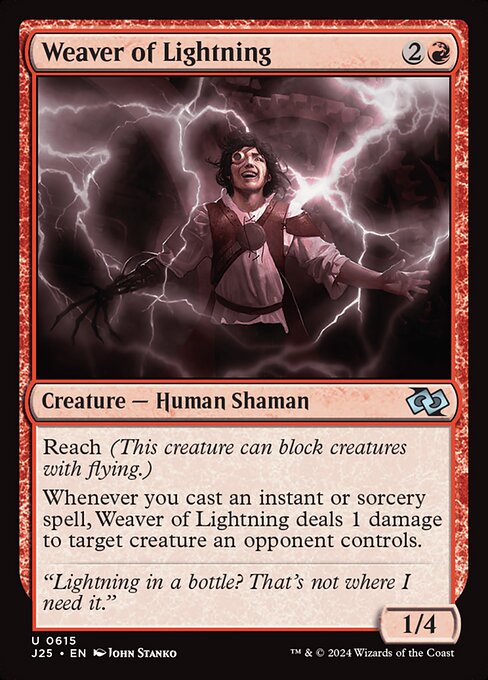 Weaver of Lightning 2
Creature — Human Shaman
Reach (This creature can block creatures
with flying.)
Whenever you cast an instant or sorcery
spell, Weaver of Lightning deals 1 damage
to target creature an opponent controls.
“Lightning in a bottle? That’s not where I
need it.”
1/4
U 0615
J25 • EN John Stanko
™ & © 2024 Wizards of the Coast